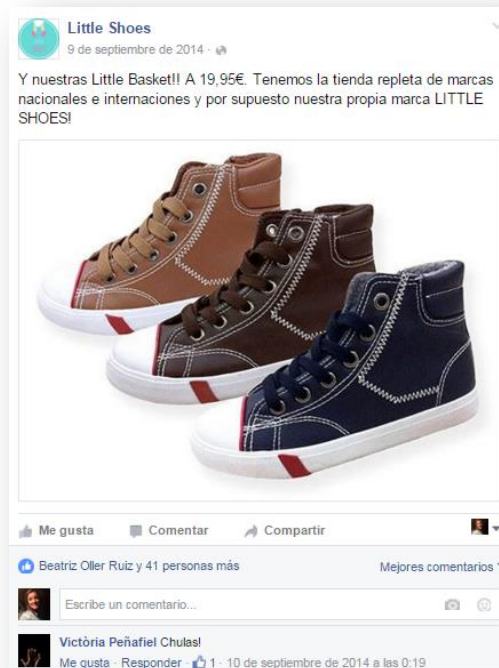 Little Shoes
9 de septiembre de 2014 ·
Y nuestras Little Basket!! A 19,95€. Tenemos la tienda repleta de marcas
nacionales e internaciones y por supuesto nuestra propia marca LITTLE
SHOES!
Me gusta Comentar Compartir
Beatriz Oller Ruiz y 41 personas más Mejores comentarios
Escribe un comentario...
Victòria Peñafiel Chulas!
Me gusta · Responder · 1 · 10 de septiembre de 2014 a las 0:19